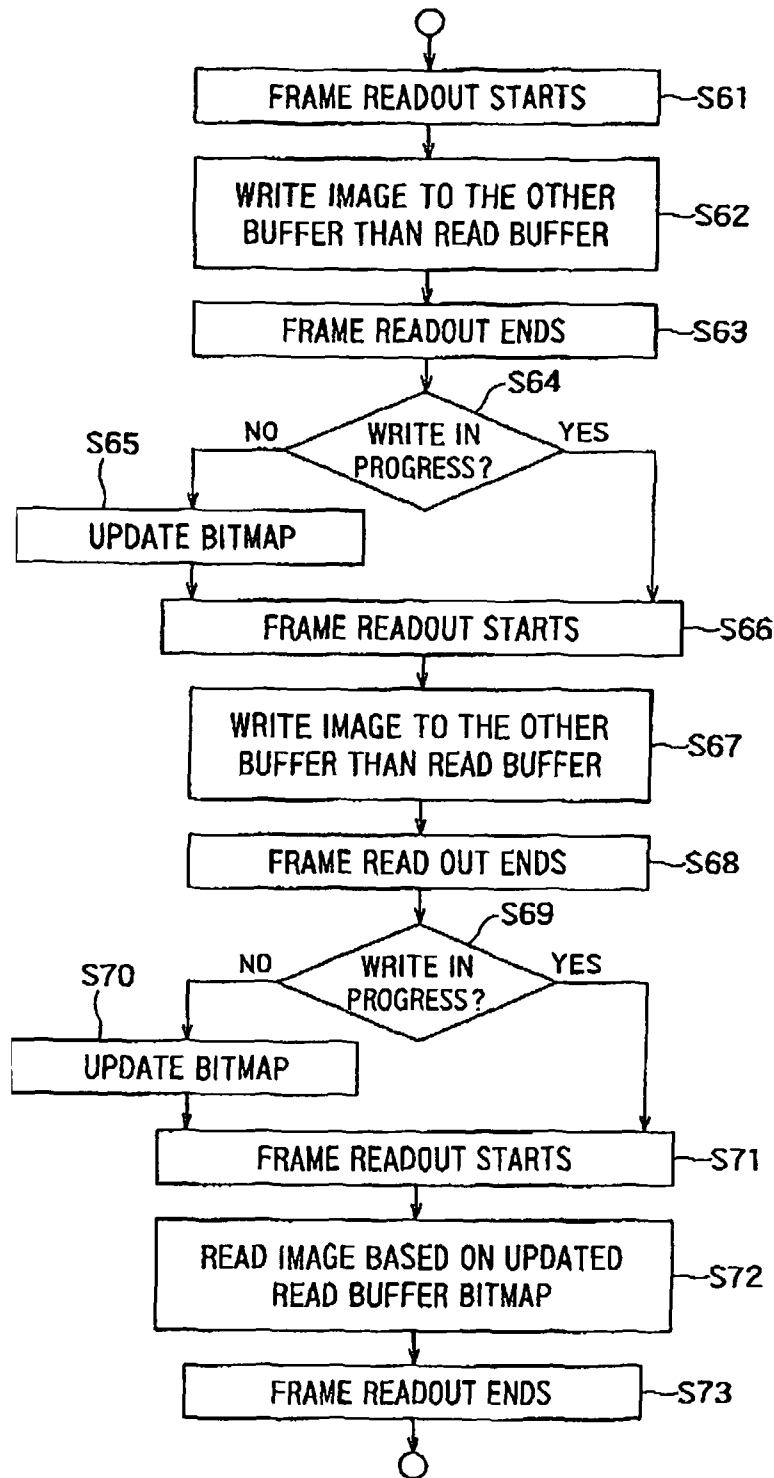 FRAME READOUT STARTS
S61
WRITE IMAGE TO THE OTHER
BUFFER THAN READ BUFFER
S62
FRAME READOUT ENDS
S63
S64
WRITE IN
PROGRESS?
NO
YES
S65
UPDATE BITMAP
FRAME READOUT STARTS
S66
WRITE IMAGE TO THE OTHER
BUFFER THAN READ BUFFER
S67
FRAME READ OUT ENDS
S68
S69
WRITE IN
PROGRESS?
NO
YES
S70
UPDATE BITMAP
FRAME READOUT STARTS
S71
READ IMAGE BASED ON UPDATED
READ BUFFER BITMAP
S72
FRAME READOUT ENDS
S73